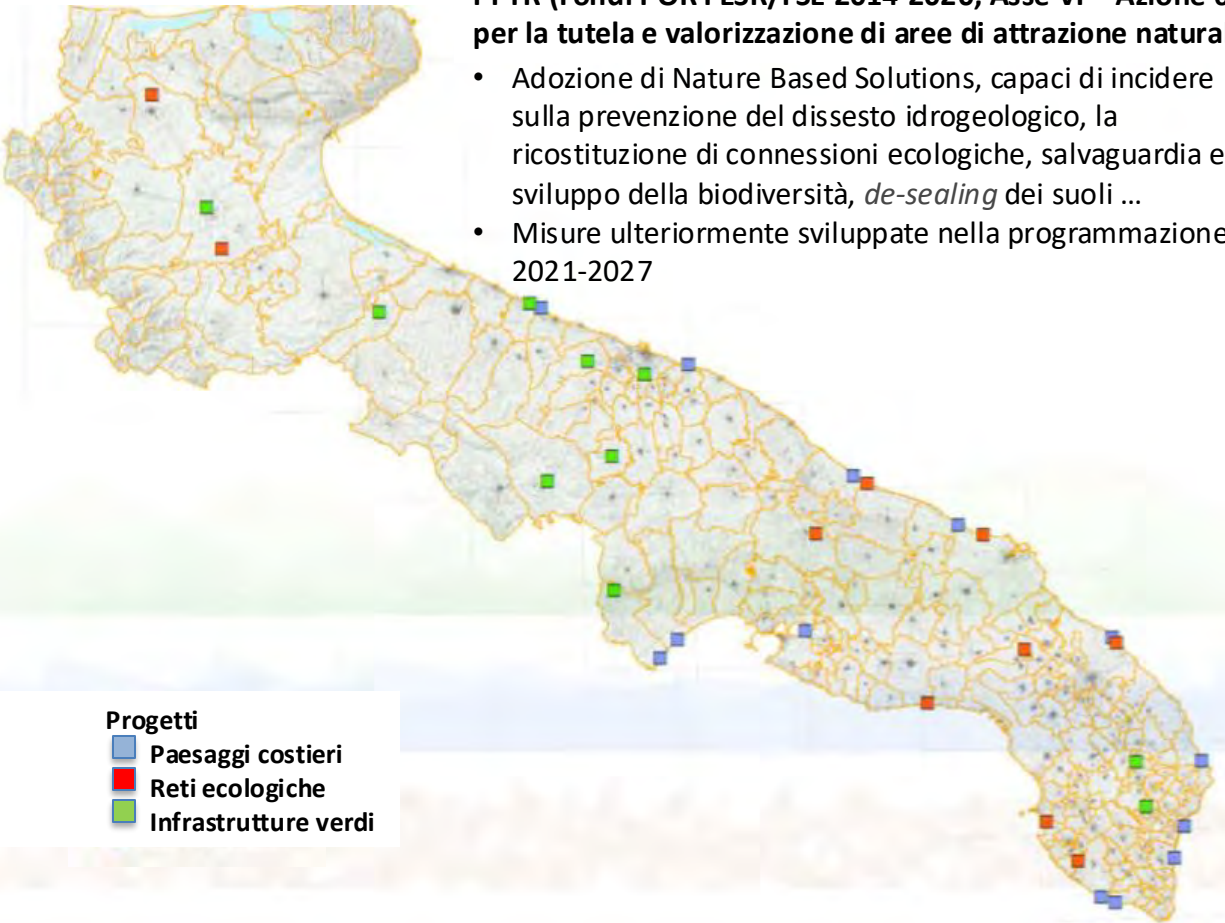 per la tutela e valorizzazione di aree di attrazione natural
• Adozione di Nature Based Solutions, capaci di incidere
sulla prevenzione del dissesto idrogeologico, la
ricostituzione di connessioni ecologiche, salvaguardia e
sviluppo della biodiversità, de-sealing dei suoli ...
• Misure ulteriormente sviluppate nella programmazione
2021-2027
Progetti
Paesaggi costieri
Reti ecologiche
Infrastrutture verdi